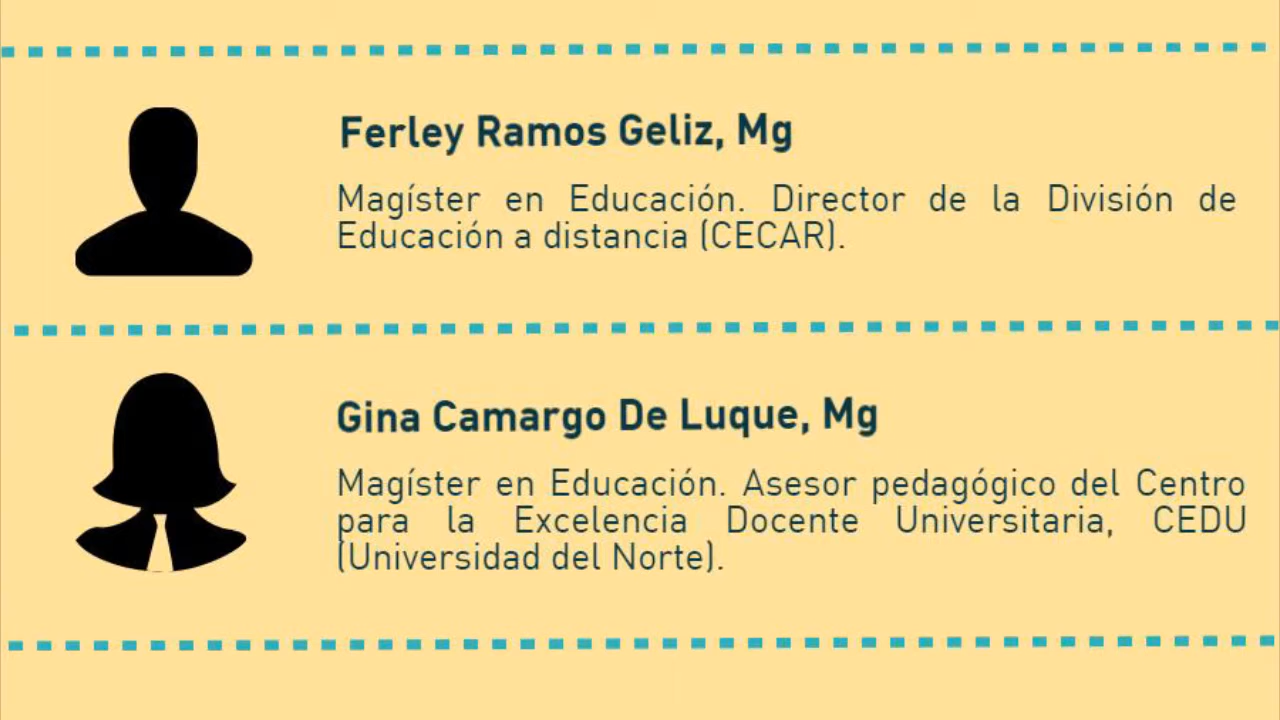 Ferley Ramos Geliz, Mg
Magíster en Educación. Director de la División de
Educación a distancia (CECAR).
Gina Camargo De Luque, Mg
Magíster en Educación. Asesor pedagógico del Centro
para la Excelencia Docente Universitaria, CEDU
(Universidad del Norte).